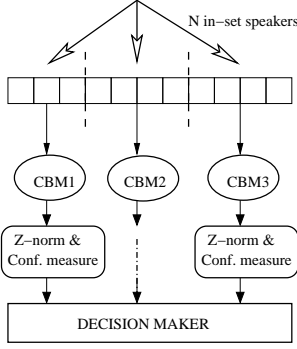 N in−set speakers
CBM1
CBM2
CBM3
Z−norm &
Conf. measure
Z−norm &
Conf. measure
DECISION MAKER